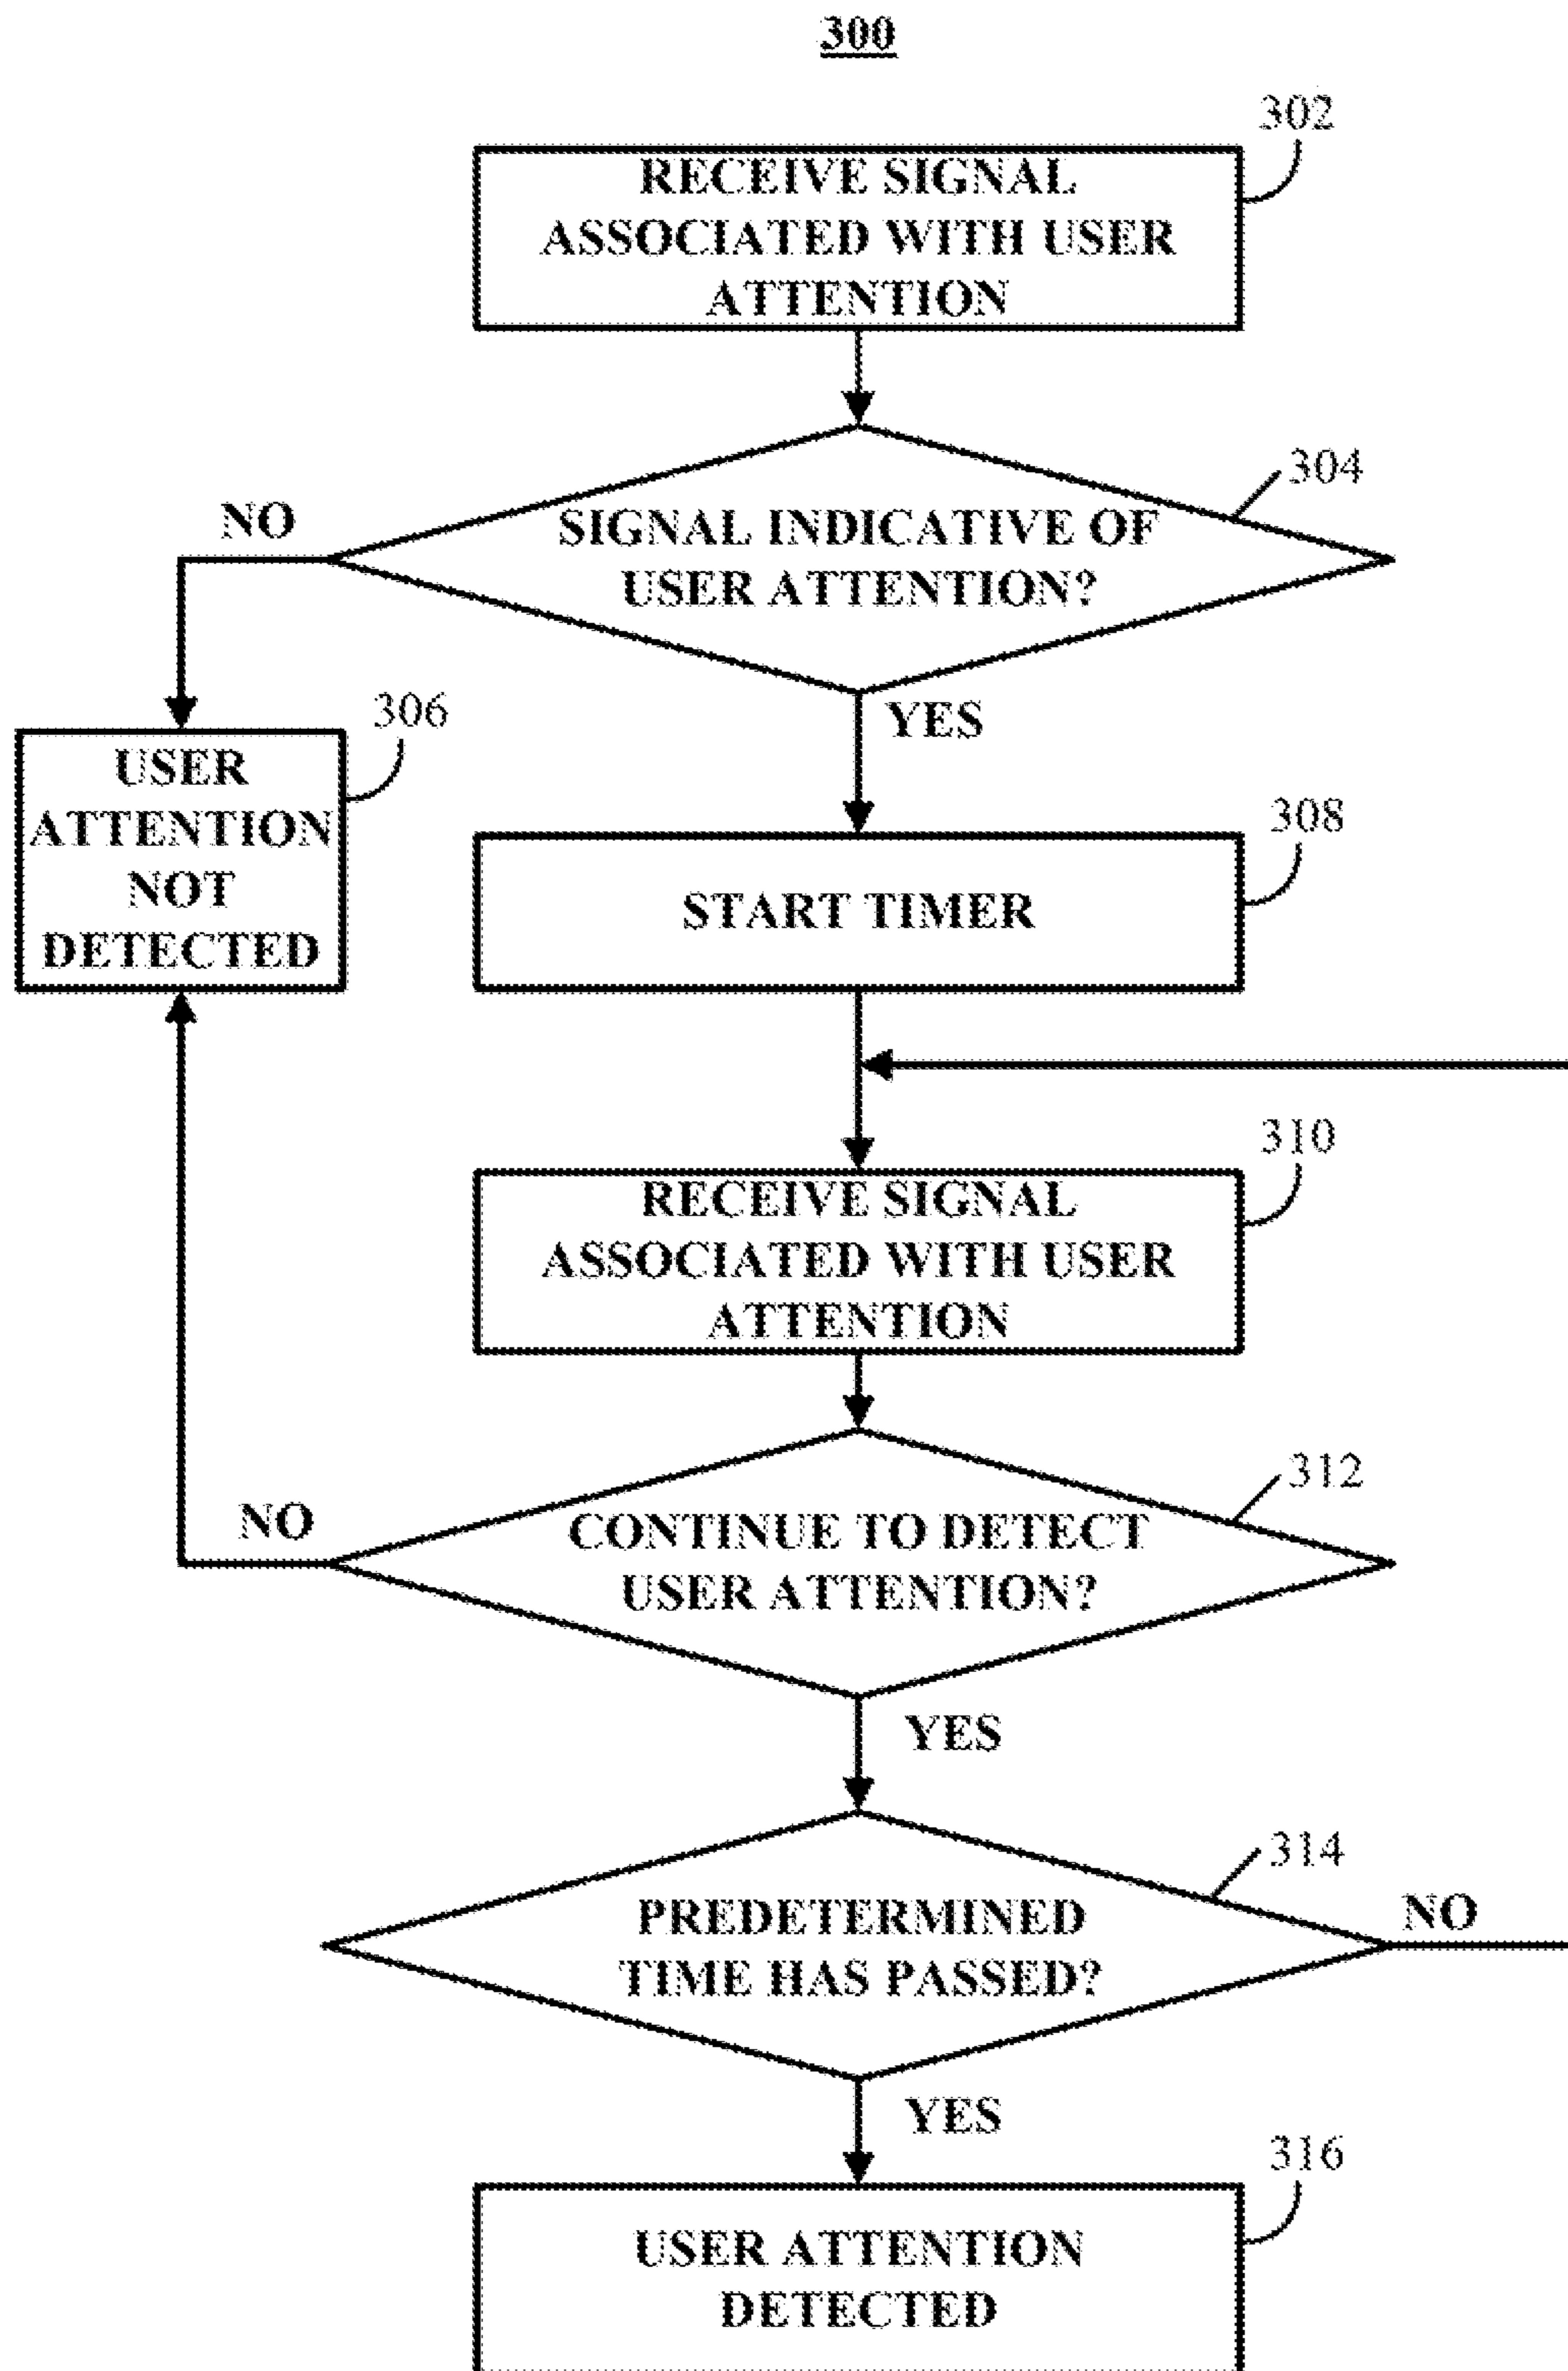 300
302
RECEIVE SIGNAL
ASSOCIATED WITH USER
ATTENTION
304
SIGNAL INDICATIVE OF
USER ATTENTION?
NO
YES
306
USER
ATTENTION
NOT
DETECTED
308
START TIMER
310
RECEIVE SIGNAL
ASSOCIATED WITH USER
ATTENTION
312
CONTINUE TO DETECT
USER ATTENTION?
NO
YES
314
PREDETERMINED
TIME HAS PASSED?
NO
YES
316
USER ATTENTION
DETECTED